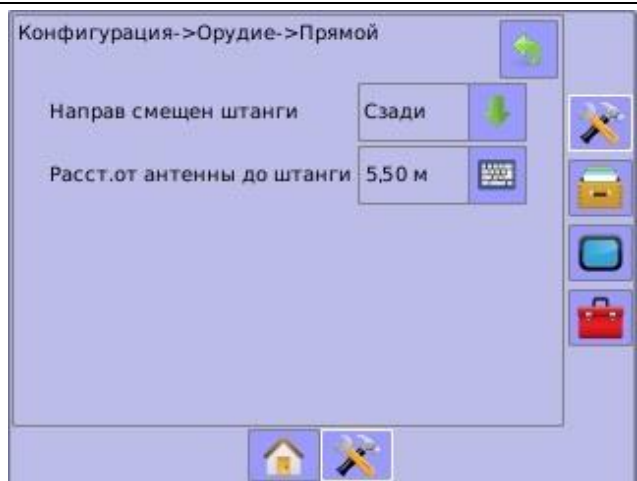 Конфигурация->Орудие->Прямой
Направ смещен штанги Сзади
Расст.от антенны до штанги 5,50 м